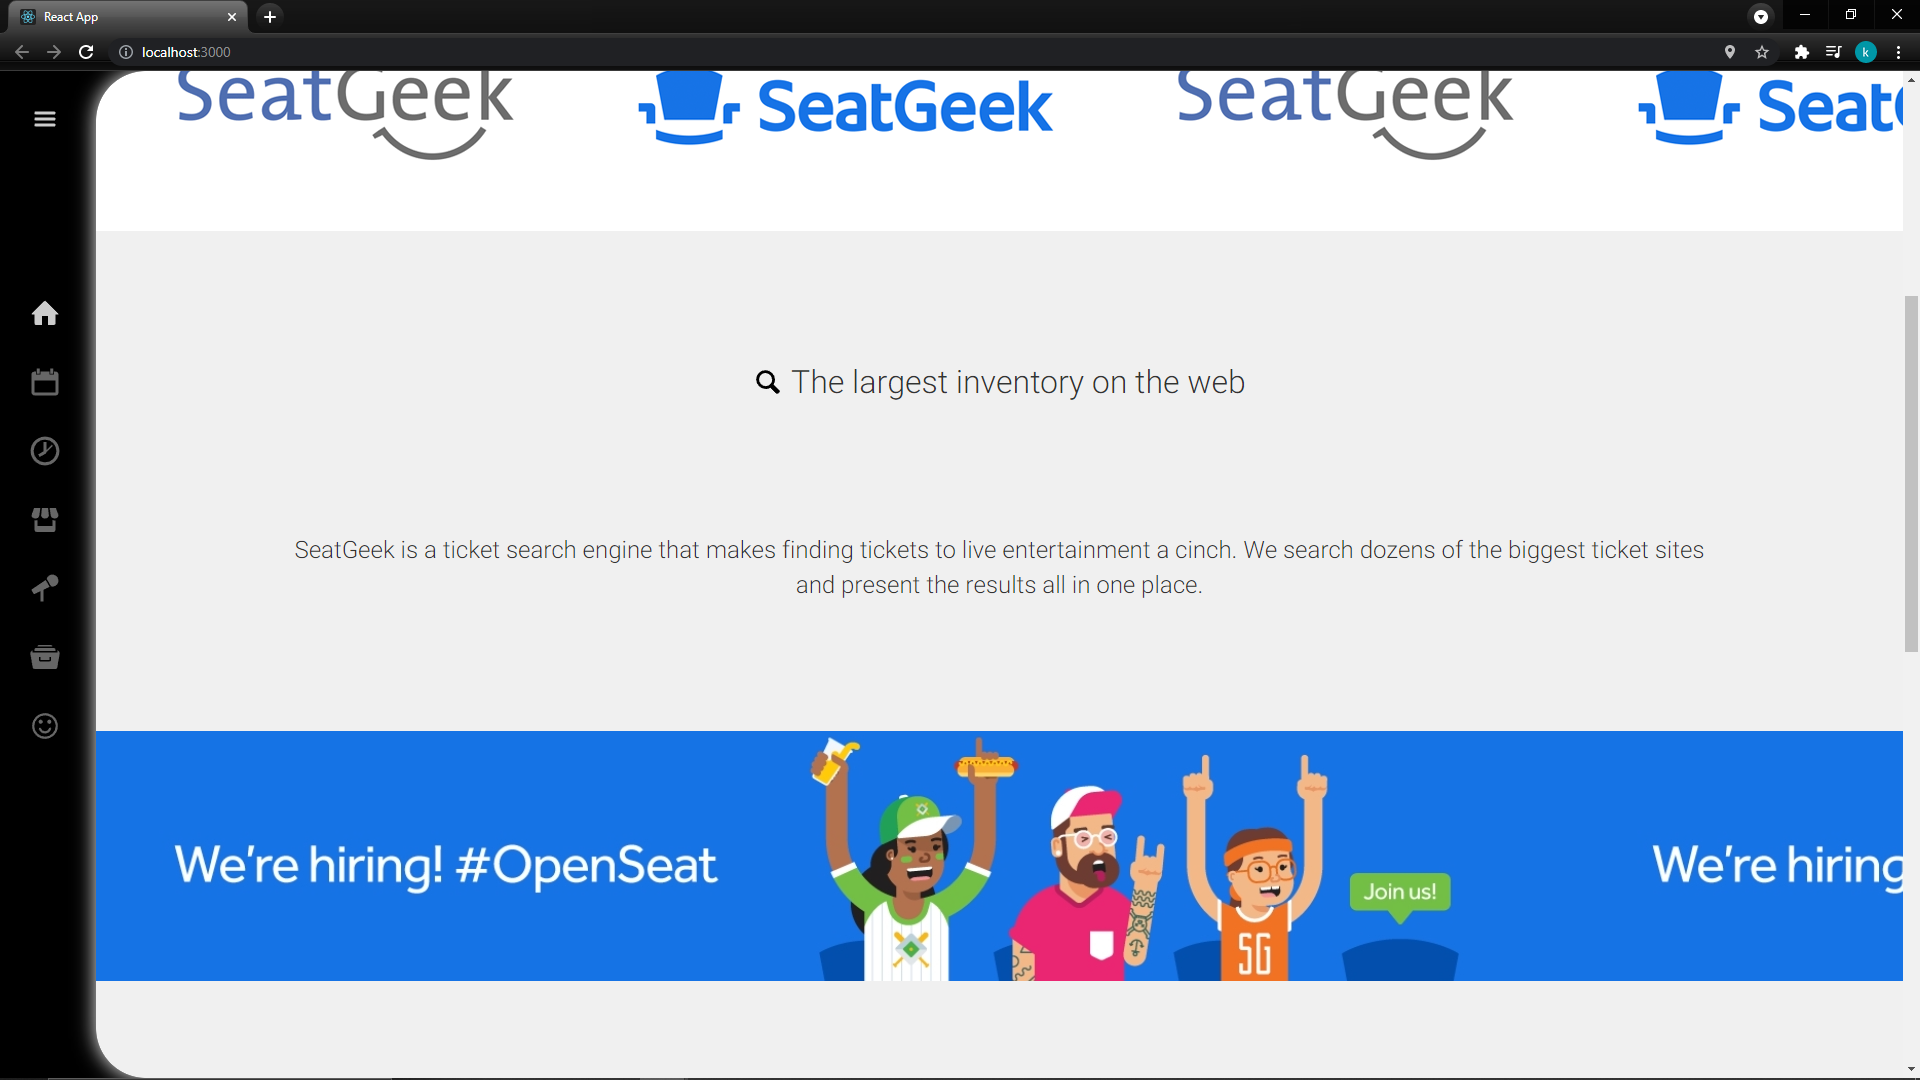 React App
localhost:3000
k
SeatGeek SeatGeek SeatGeek Seat
The largest inventory on the web
SeatGeek is a ticket search engine that makes finding tickets to live entertainment a cinch. We search dozens of the biggest ticket sites
and present the results all in one place.
We're hiring! #OpenSeat
Join us!
SG
We're hiring